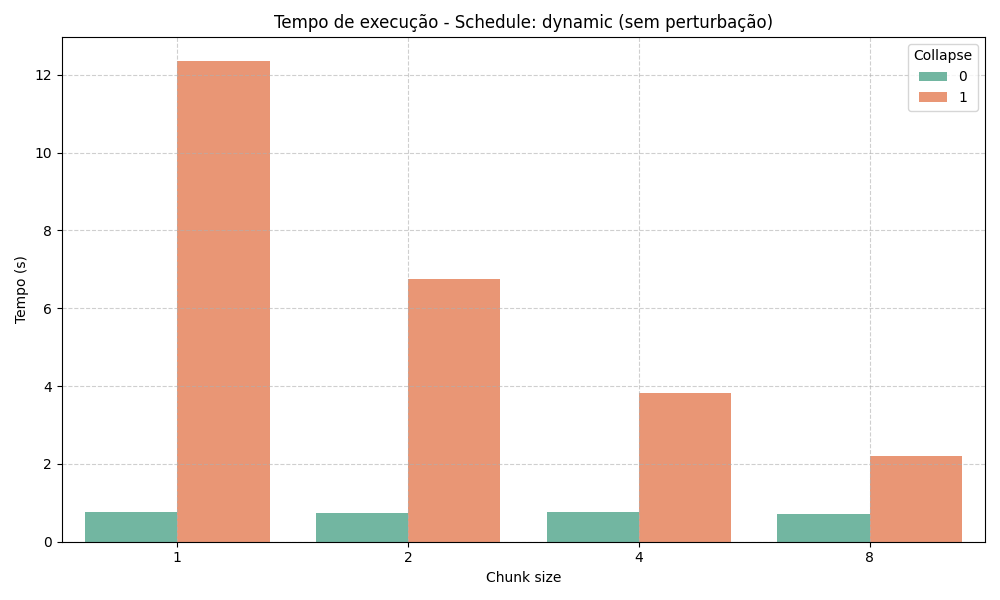 Tempo de execução - Schedule: dynamic (sem perturbação)
Collapse
0
1
12
10
8
6
4
2
0
Tempo (s)
1 2 4 8
Chunk size